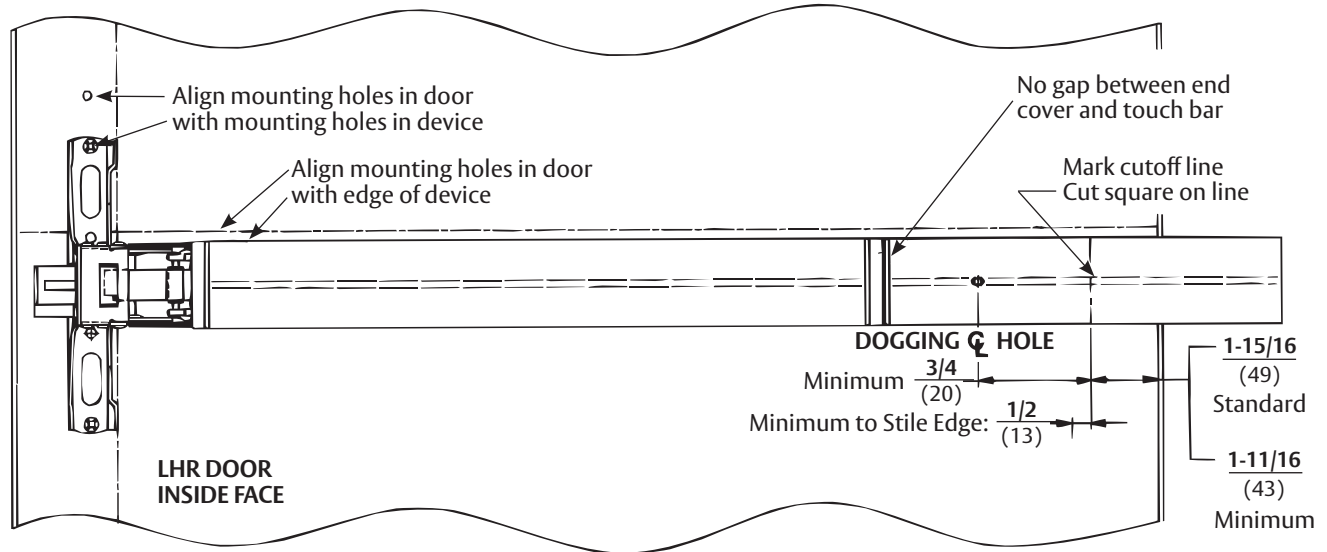 Align mounting holes in door
with mounting holes in device
Align mounting holes in door
with edge of device
No gap between end
cover and touch bar
Mark cutoff line
Cut square on line
DOGGING ℄ HOLE
Minimum 3/4
(20)
Minimum to Stile Edge: 1/2
(13)
1-15/16
(49)
Standard
1-11/16
(43)
Minimum
LHR DOOR
INSIDE FACE